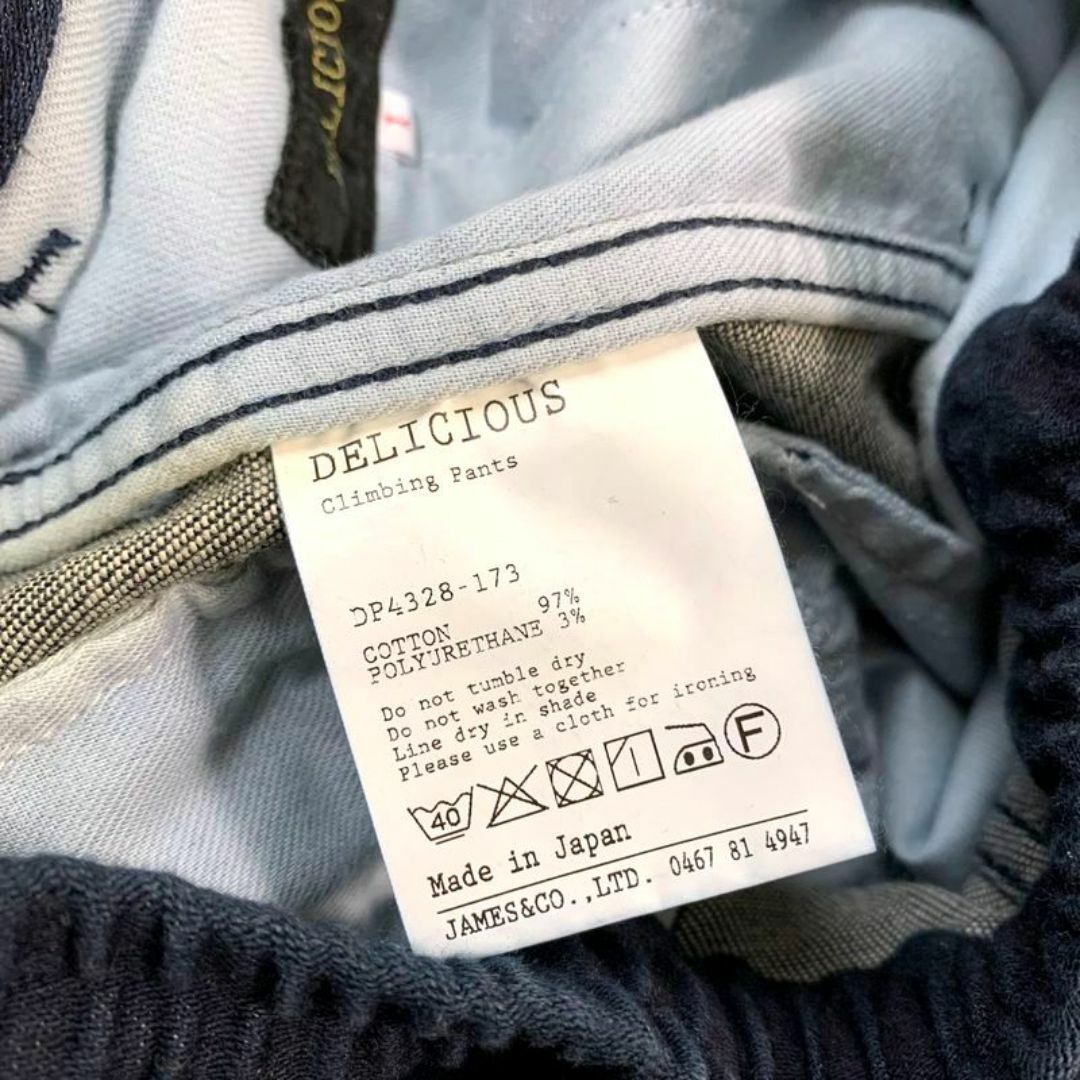 DELICIOUS
Climbing Pants
DP4328-173
COTTON 97%
POLYURETHANE 3%
Do not tumble dry
Do not wash together
Line dry in shade
Please use a cloth for ironing
40 F
Made in Japan
JAMES&CO.,LTD. 0467 81 4947